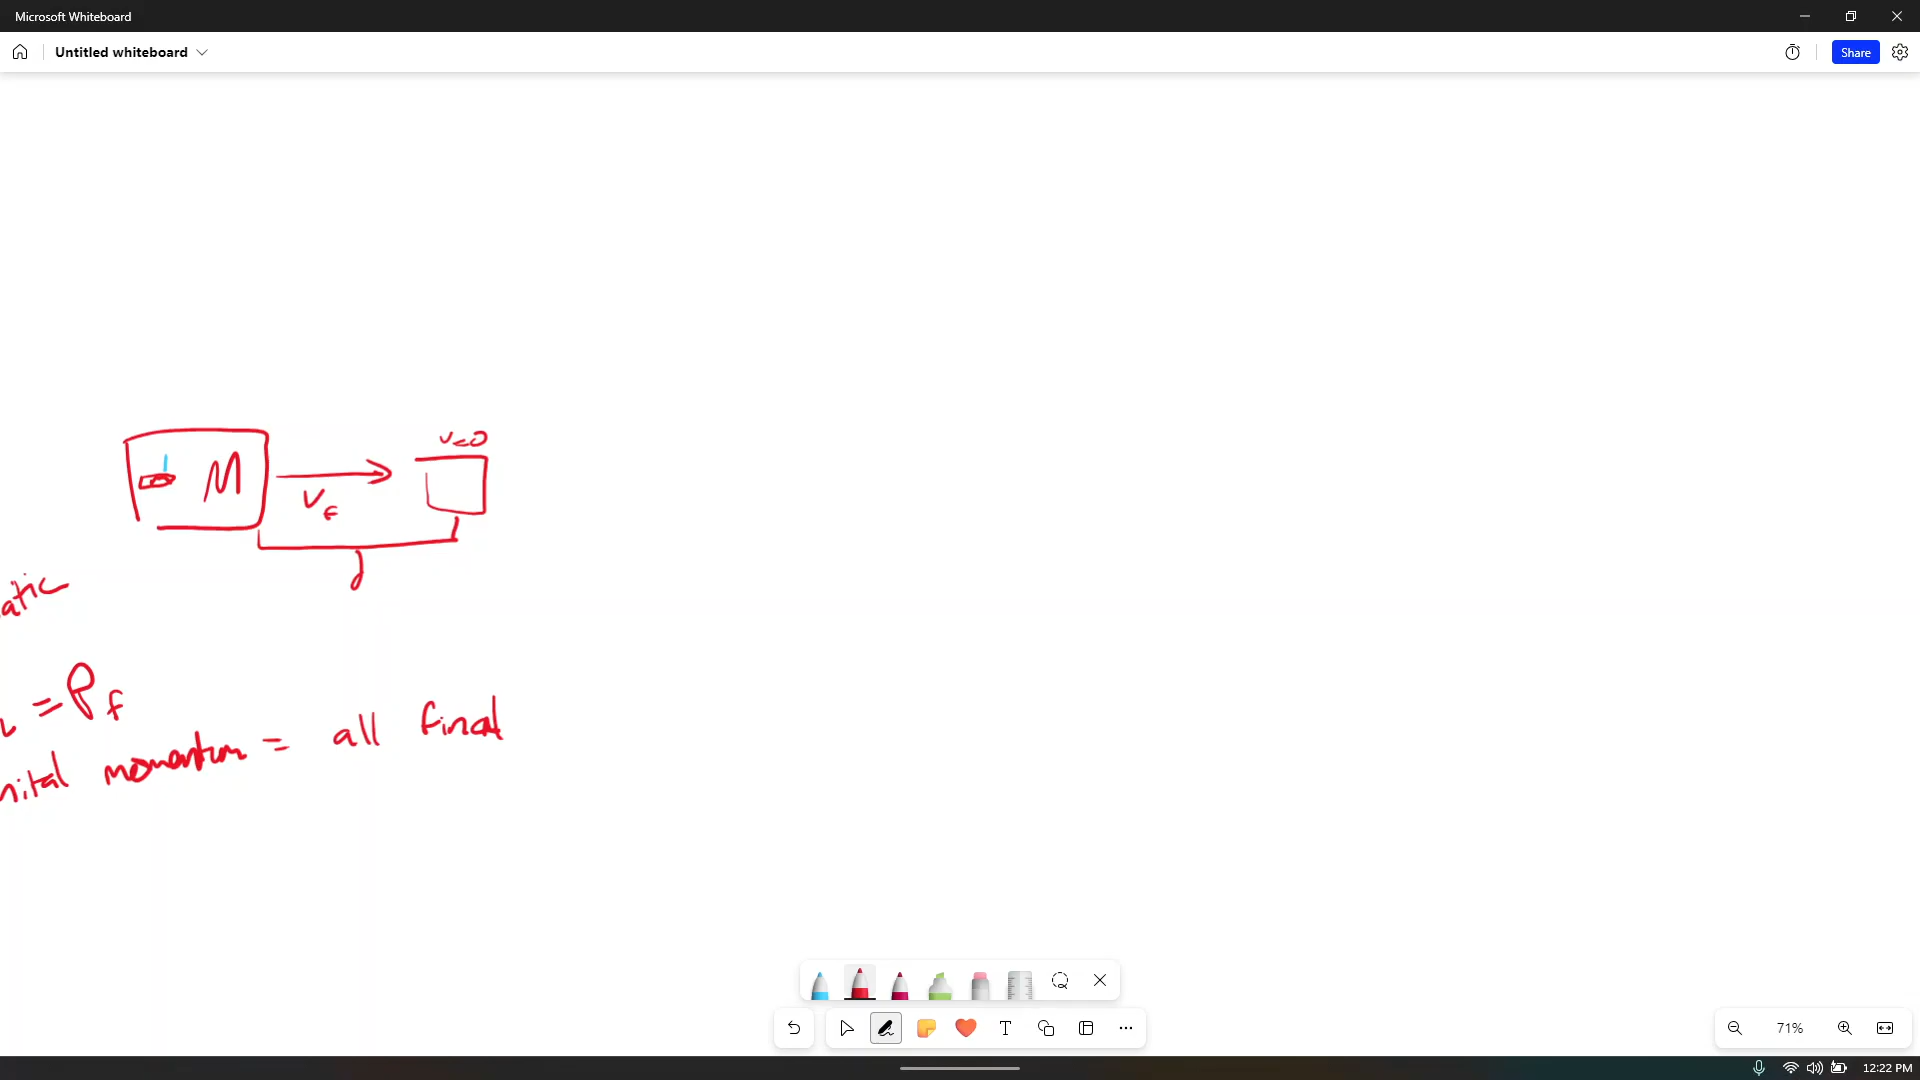 Microsoft Whiteboard
Untitled whiteboard
Share
v=0
M
Vf
d
atic
= Pf
nital momentum = all final
T
71%
12:22 PM